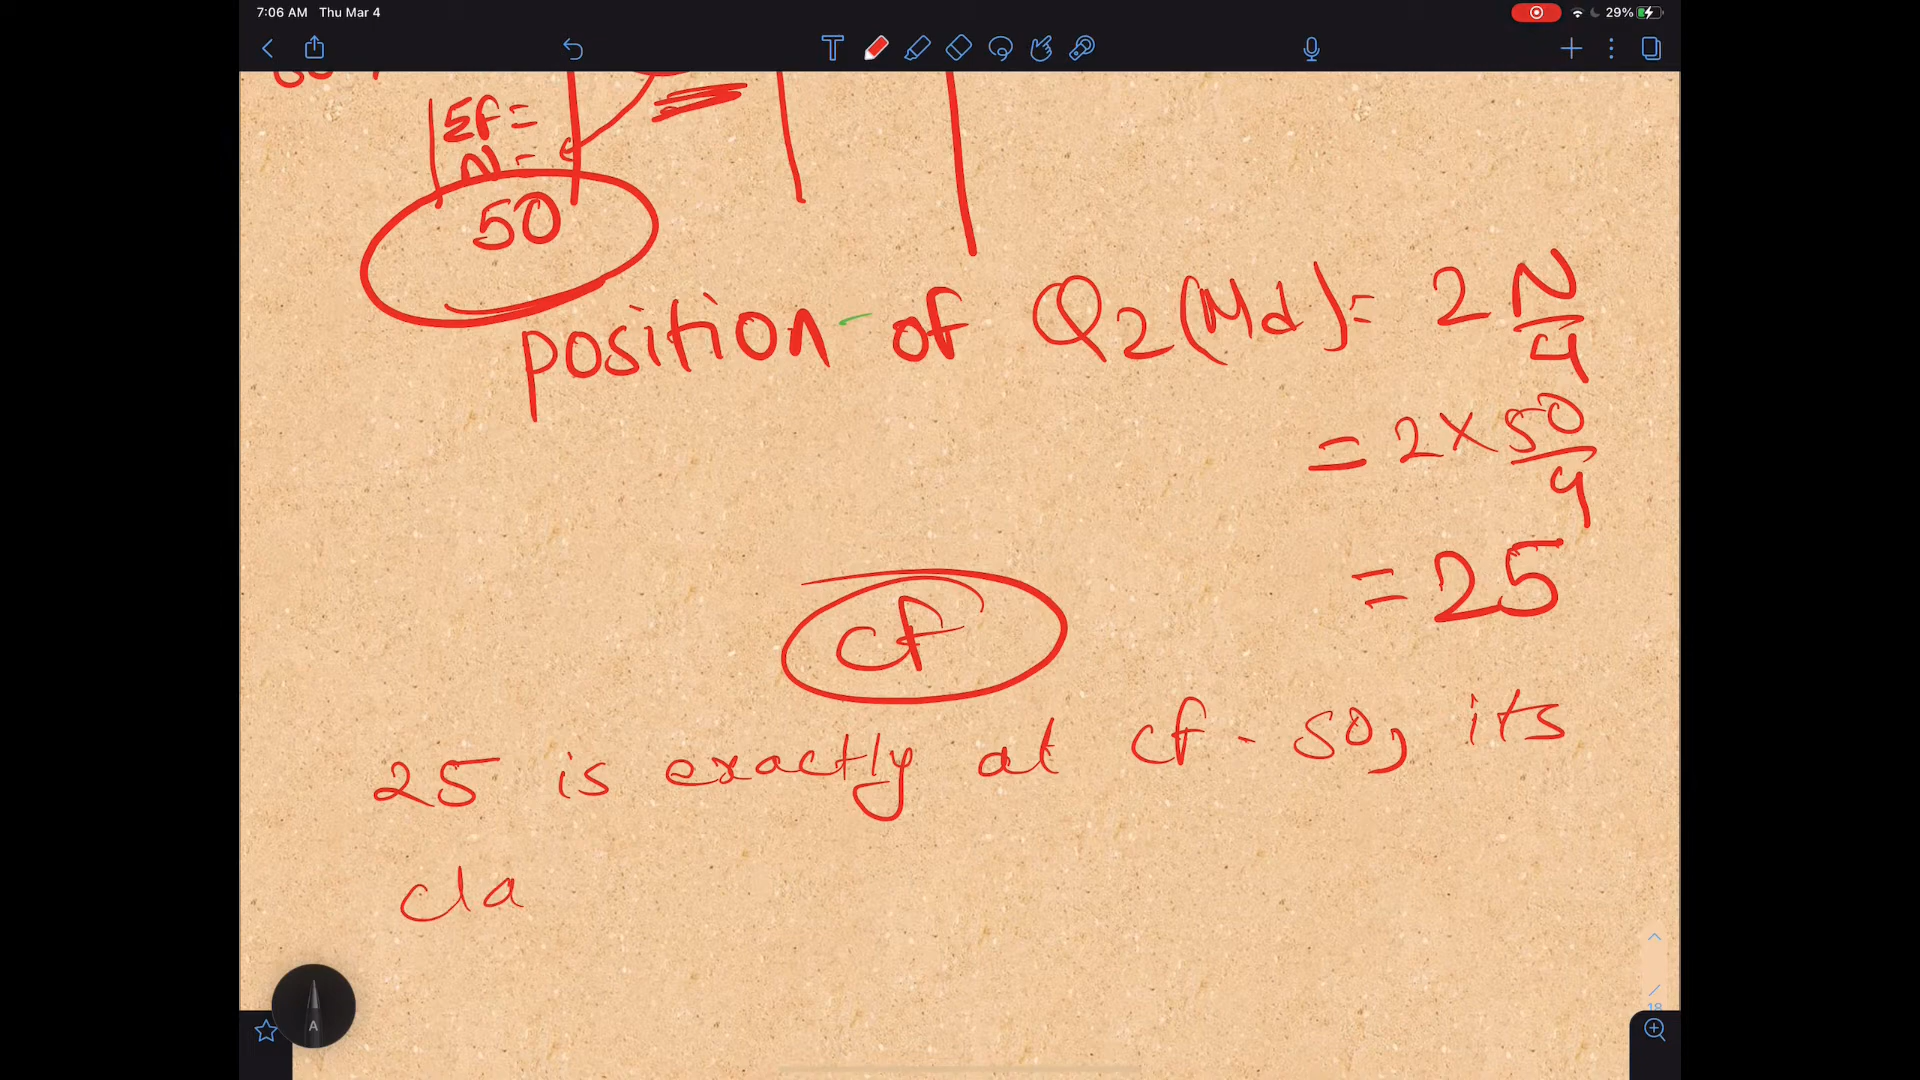 7:06 AM Thu Mar 4
29%
Σf =
N =
50
position of Q2 (Md) = 2 N/4
= 2 × 50/4
= 25
cf
25 is exactly at cf - 50, its
cla
A